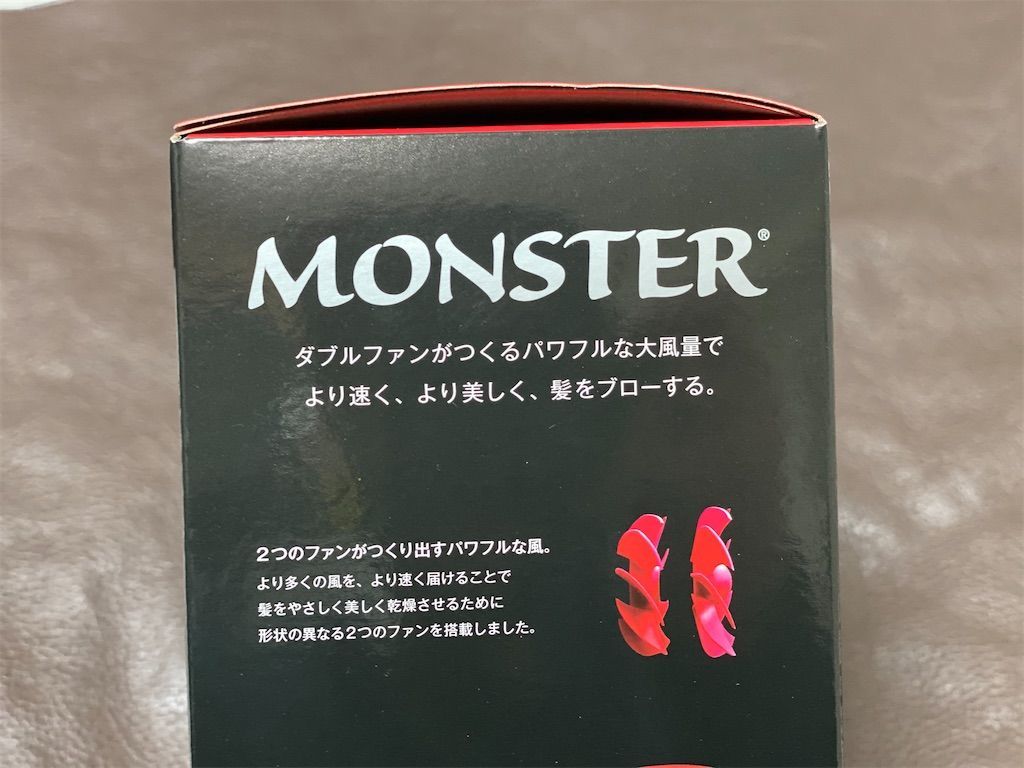 MONSTER®
ダブルファンがつくるパワフルな大風量で
より速く、より美しく、髪をブローする。
2つのファンがつくり出すパワフルな風。
より多くの風を、より速く届けることで
髪をやさしく美しく乾燥させるために
形状の異なる2つのファンを搭載しました。